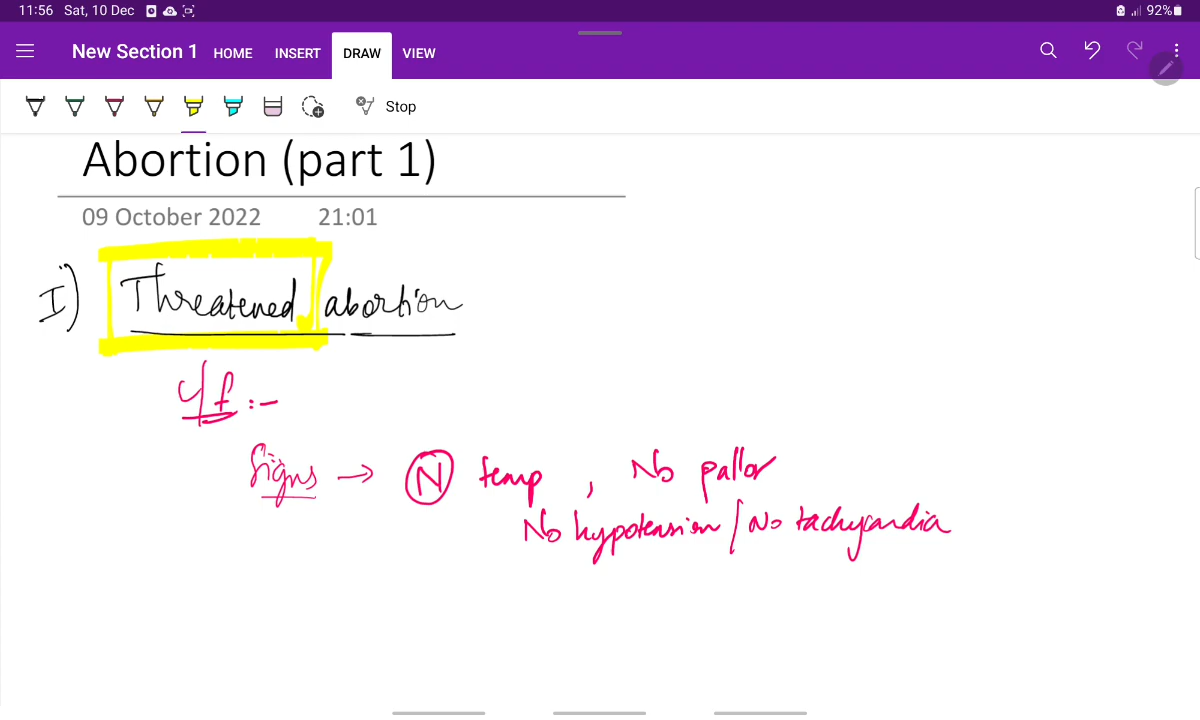 11:56 Sat, 10 Dec 92%
New Section 1 HOME INSERT DRAW VIEW
Stop
Abortion (part 1)
09 October 2022 21:01
I) Threatened abortion
c/f :-
Signs → N temp, No pallor
No hypotension / No tachycardia